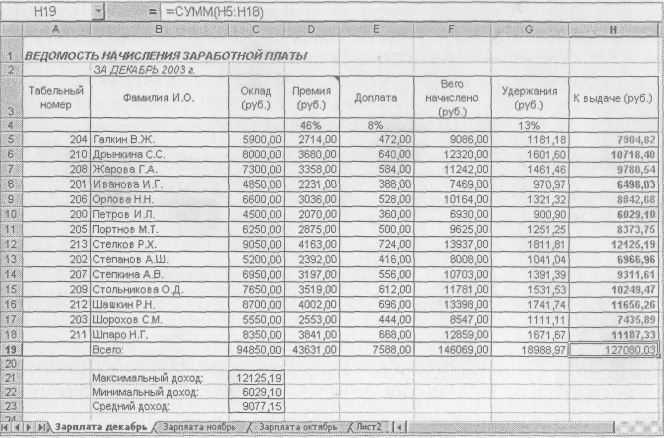 H19 = =СУММ(H5:H18)
A B C D E F G H
1 ВЕДОМОСТЬ НАЧИСЛЕНИЯ ЗАРАБОТНОЙ ПЛАТЫ
2 ЗА ДЕКАБРЬ 2003 г.
3 Табельный номер Фамилия И.О. Оклад (руб.) Премия (руб.) Доплата Вего начислено (руб.) Удержания (руб.) К выдаче (руб.)
4 46% 8% 13%
5 204 Галкин В.Ж. 5900,00 2714,00 472,00 9086,00 1181,18 7904,82
6 210 Дрынкина С.С. 8000,00 3680,00 640,00 12320,00 1601,60 10718,40
7 208 Жарова Г.А. 7300,00 3358,00 584,00 11242,00 1461,46 9780,54
8 201 Иванова И.Г. 4850,00 2231,00 388,00 7469,00 970,97 6498,03
9 206 Орлова Н.Н. 6600,00 3036,00 528,00 10164,00 1321,32 8842,68
10 200 Петров И.Л. 4500,00 2070,00 360,00 6930,00 900,90 6029,10
11 205 Портнов М.Т. 6250,00 2875,00 500,00 9625,00 1251,25 8373,75
12 213 Стелков Р.Х. 9050,00 4163,00 724,00 13937,00 1811,81 12125,19
13 202 Степанов А.Ш. 5200,00 2392,00 416,00 8008,00 1041,04 6966,96
14 207 Степкина А.В. 6950,00 3197,00 556,00 10703,00 1391,39 9311,61
15 209 Стольникова О.Д. 7650,00 3519,00 612,00 11781,00 1531,53 10249,47
16 212 Шашкин Р.Н. 8700,00 4002,00 696,00 13398,00 1741,74 11656,26
17 203 Шорохов С.М. 5550,00 2553,00 444,00 8547,00 1111,11 7435,89
18 211 Шпаро Н.Г. 8350,00 3841,00 668,00 12859,00 1671,67 11187,33
19 Всего: 94850,00 43631,00 7588,00 146069,00 18988,97 127080,03
20
21 Максимальный доход: 12125,19
22 Минимальный доход: 6029,10
23 Средний доход: 9077,15
24
Зарплата декабрь Зарплата ноябрь Зарплата октябрь Лист2